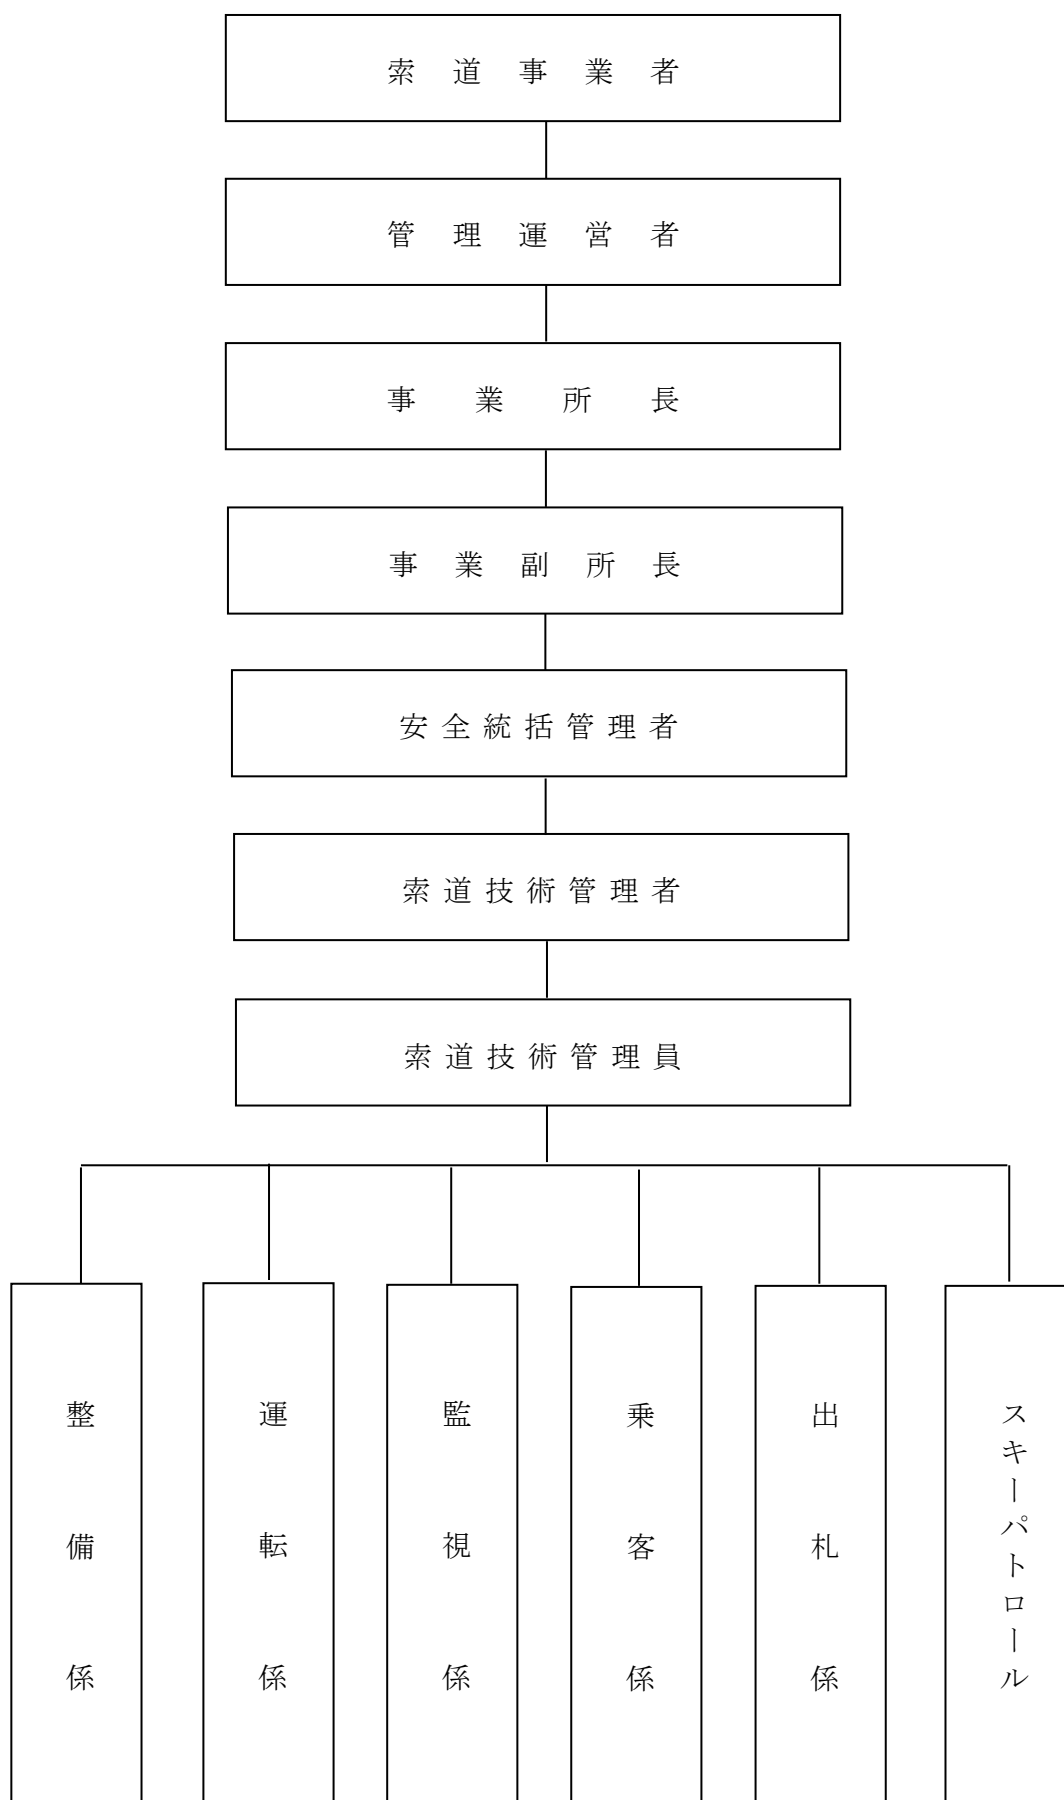 索道事業者
管理運営者
事業所長
事業副所長
安全統括管理者
索道技術管理者
索道技術管理員
整備係
運転係
監視係
乗客係
出札係
スキーパトロール